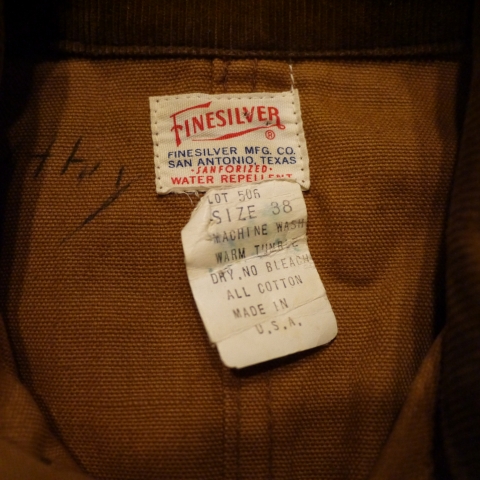 FINESILVER®
FINESILVER MFG. CO.
SAN ANTONIO, TEXAS
•SANFORIZED•
WATER REPELLENT
LOT 506
SIZE 38
MACHINE WASH
WARM TUMBLE
DRY. NO BLEACH
ALL COTTON
MADE IN
U.S.A.